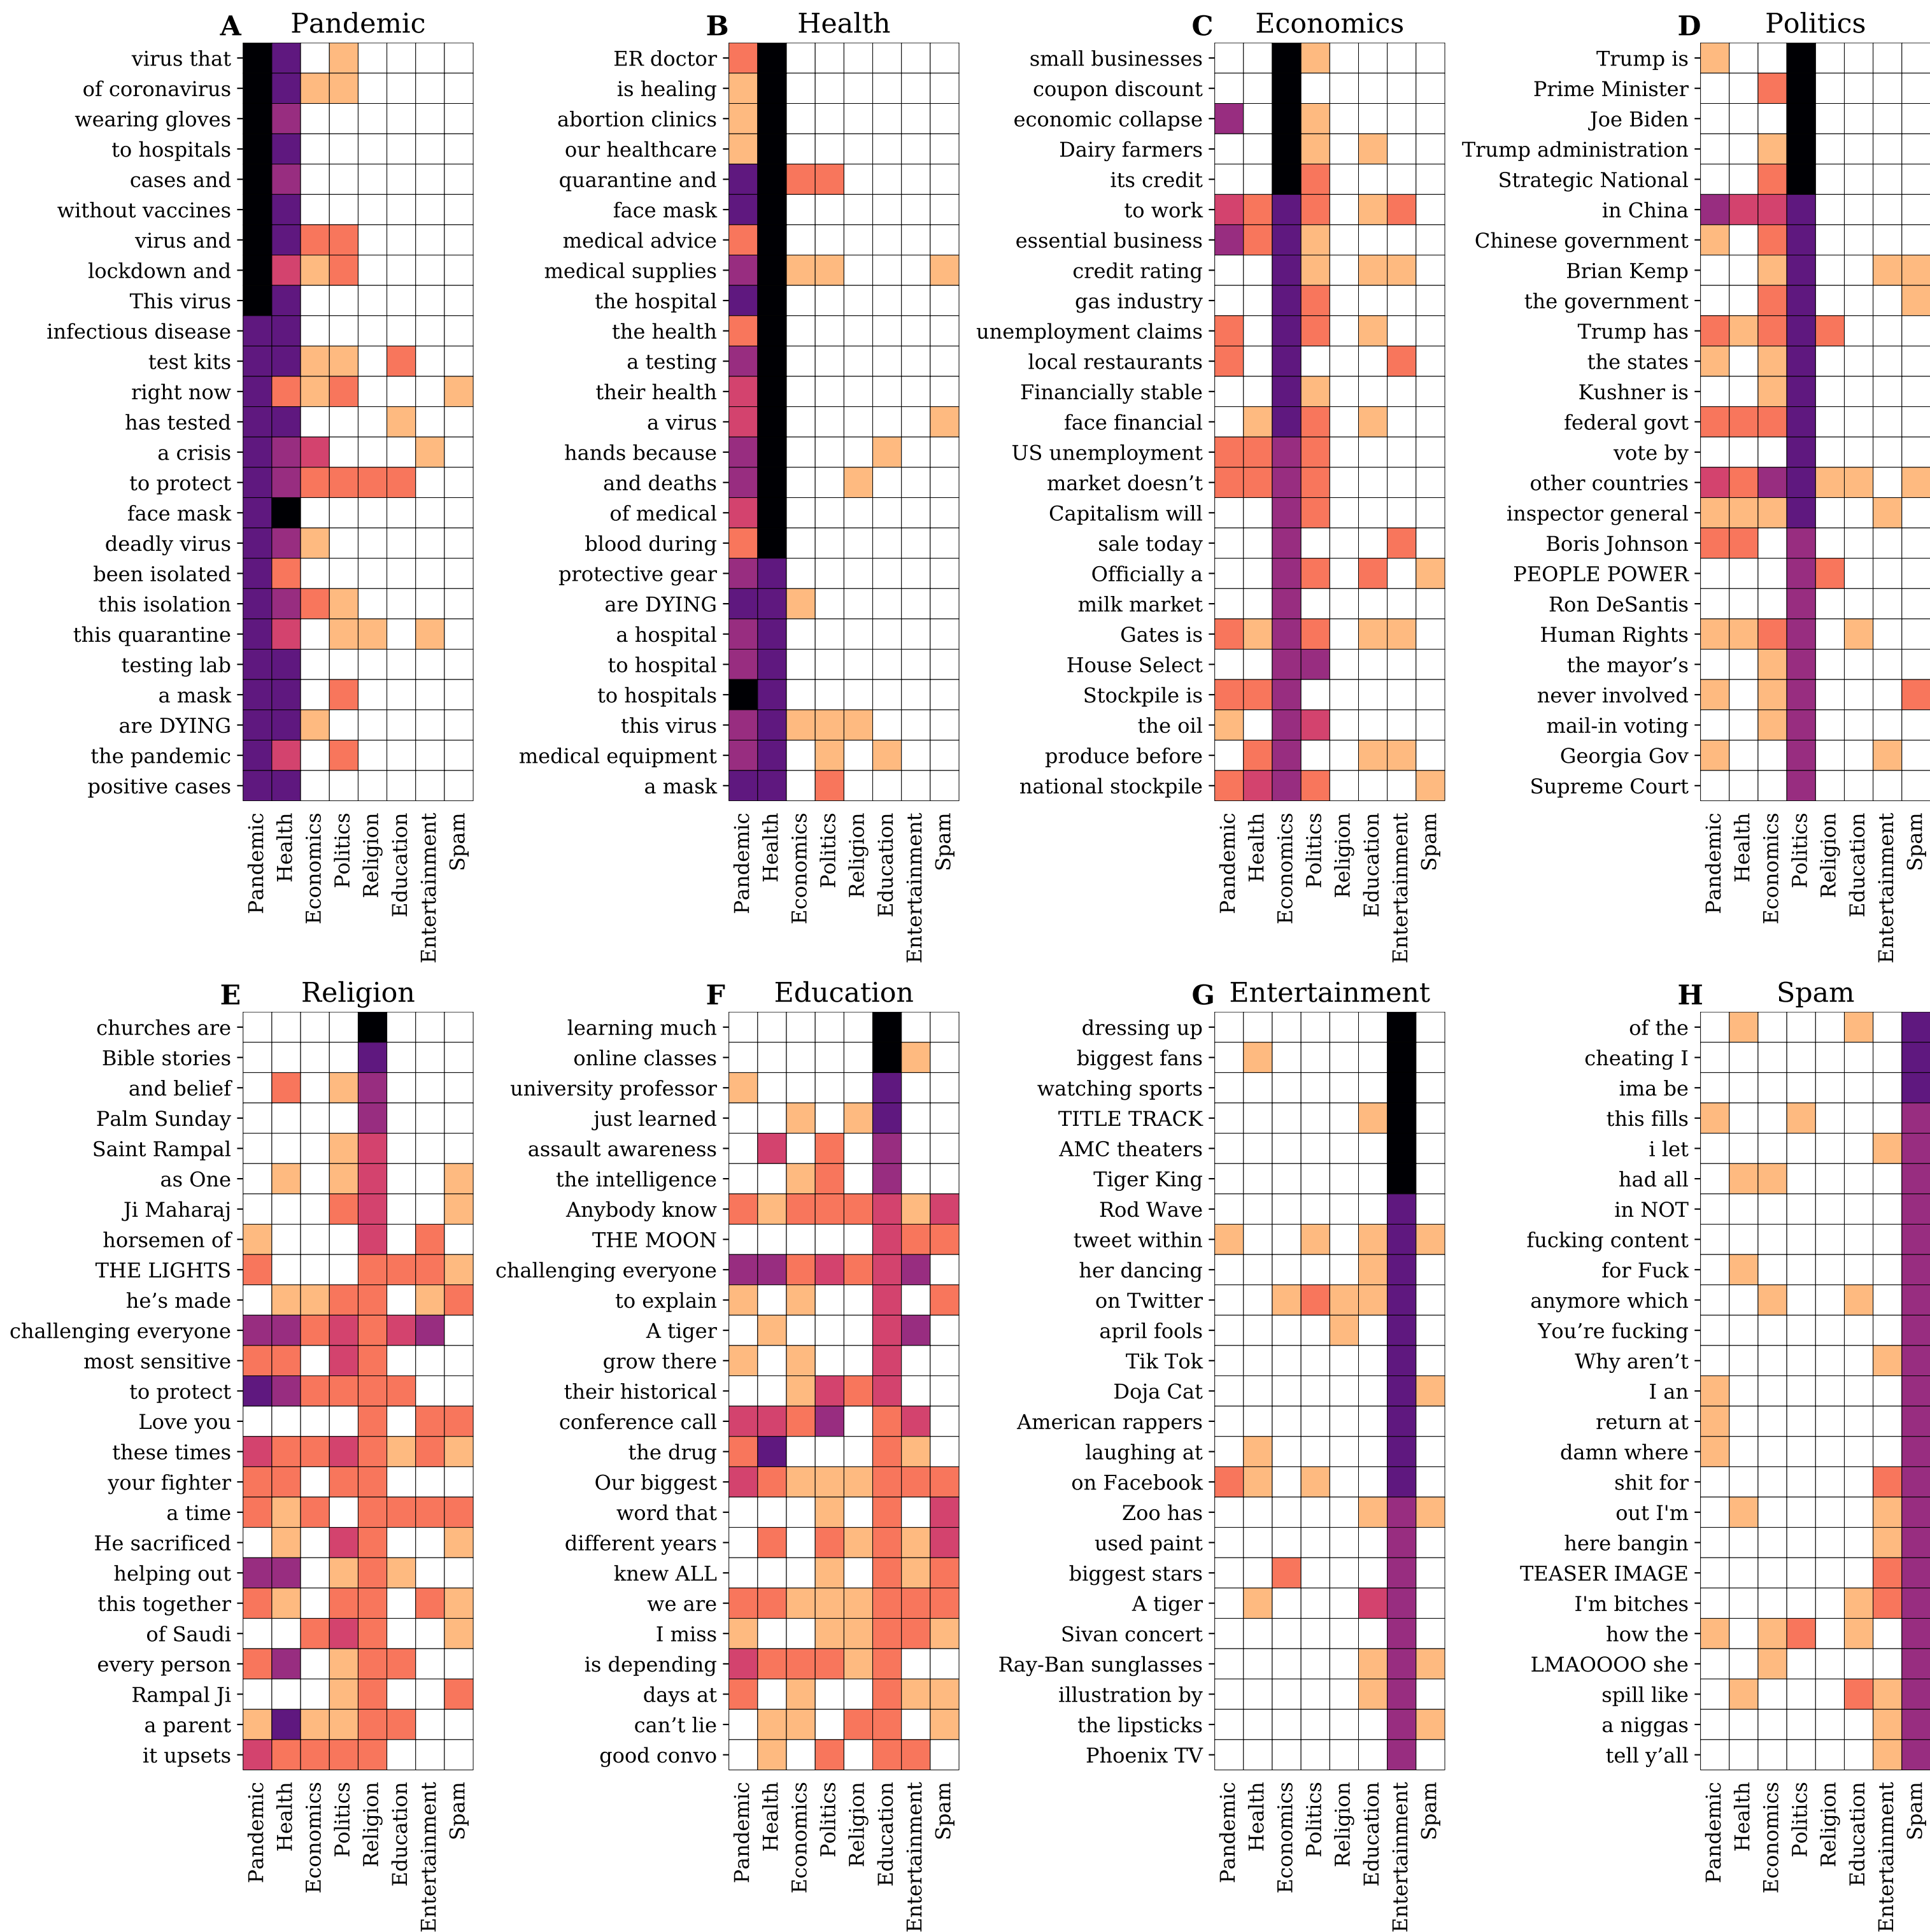 A Pandemic
virus that
of coronavirus
wearing gloves
to hospitals
cases and
without vaccines
virus and
lockdown and
This virus
infectious disease
test kits
right now
has tested
a crisis
to protect
face mask
deadly virus
been isolated
this isolation
this quarantine
testing lab
a mask
are DYING
the pandemic
positive cases
Pandemic
Health
Economics
Politics
Religion
Education
Entertainment
Spam
B Health
ER doctor
is healing
abortion clinics
our healthcare
quarantine and
face mask
medical advice
medical supplies
the hospital
the health
a testing
their health
a virus
hands because
and deaths
of medical
blood during
protective gear
are DYING
a hospital
to hospital
to hospitals
this virus
medical equipment
a mask
Pandemic
Health
Economics
Politics
Religion
Education
Entertainment
Spam
C Economics
small businesses
coupon discount
economic collapse
Dairy farmers
its credit
to work
essential business
credit rating
gas industry
unemployment claims
local restaurants
Financially stable
face financial
US unemployment
market doesn’t
Capitalism will
sale today
Officially a
milk market
Gates is
House Select
Stockpile is
the oil
produce before
national stockpile
Pandemic
Health
Economics
Politics
Religion
Education
Entertainment
Spam
D Politics
Trump is
Prime Minister
Joe Biden
Trump administration
Strategic National
in China
Chinese government
Brian Kemp
the government
Trump has
the states
Kushner is
federal govt
vote by
other countries
inspector general
Boris Johnson
PEOPLE POWER
Ron DeSantis
Human Rights
the mayor’s
never involved
mail-in voting
Georgia Gov
Supreme Court
Pandemic
Health
Economics
Politics
Religion
Education
Entertainment
Spam
E Religion
churches are
Bible stories
and belief
Palm Sunday
Saint Rampal
as One
Ji Maharaj
horsemen of
THE LIGHTS
he’s made
challenging everyone
most sensitive
to protect
Love you
these times
your fighter
a time
He sacrificed
helping out
this together
of Saudi
every person
Rampal Ji
a parent
it upsets
Pandemic
Health
Economics
Politics
Religion
Education
Entertainment
Spam
F Education
learning much
online classes
university professor
just learned
assault awareness
the intelligence
Anybody know
THE MOON
challenging everyone
to explain
A tiger
grow there
their historical
conference call
the drug
Our biggest
word that
different years
knew ALL
we are
I miss
is depending
days at
can’t lie
good convo
Pandemic
Health
Economics
Politics
Religion
Education
Entertainment
Spam
G Entertainment
dressing up
biggest fans
watching sports
TITLE TRACK
AMC theaters
Tiger King
Rod Wave
tweet within
her dancing
on Twitter
april fools
Tik Tok
Doja Cat
American rappers
laughing at
on Facebook
Zoo has
used paint
biggest stars
A tiger
Sivan concert
Ray-Ban sunglasses
illustration by
the lipsticks
Phoenix TV
Pandemic
Health
Economics
Politics
Religion
Education
Entertainment
Spam
H Spam
of the
cheating I
ima be
this fills
i let
had all
in NOT
fucking content
for Fuck
anymore which
You’re fucking
Why aren’t
I an
return at
damn where
shit for
out I'm
here bangin
TEASER IMAGE
I'm bitches
how the
LMAOOOO she
spill like
a niggas
tell y’all
Pandemic
Health
Economics
Politics
Religion
Education
Entertainment
Spam